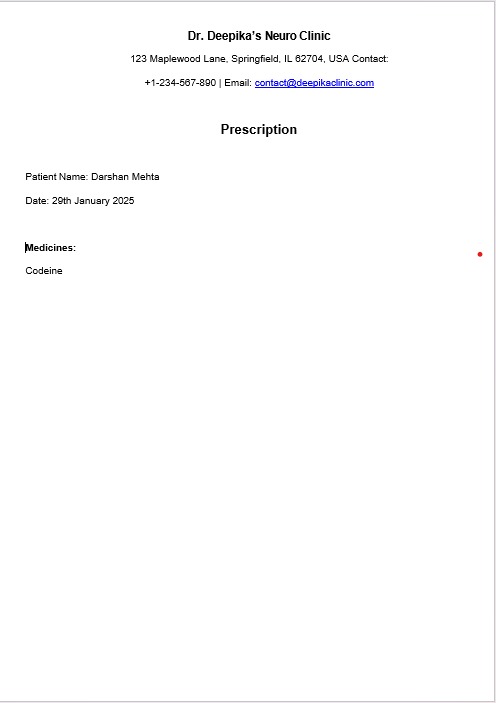 Dr. Deepika’s Neuro Clinic
123 Maplewood Lane, Springfield, IL 62704, USA Contact:
+1-234-567-890 | Email: contact@deepikaclinic.com
Prescription
Patient Name: Darshan Mehta
Date: 29th January 2025
Medicines:
Codeine